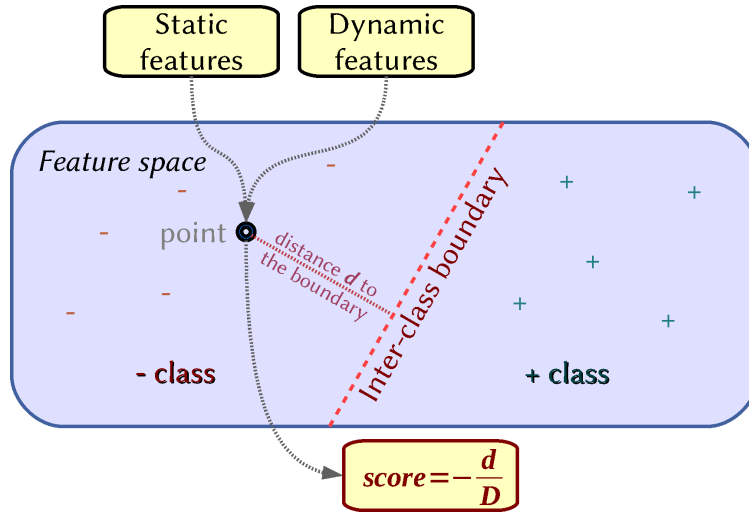 Static
features
Dynamic
features
Feature space
point
distance d to
the boundary
Inter-class boundary
- class
+ class
score=-d/D